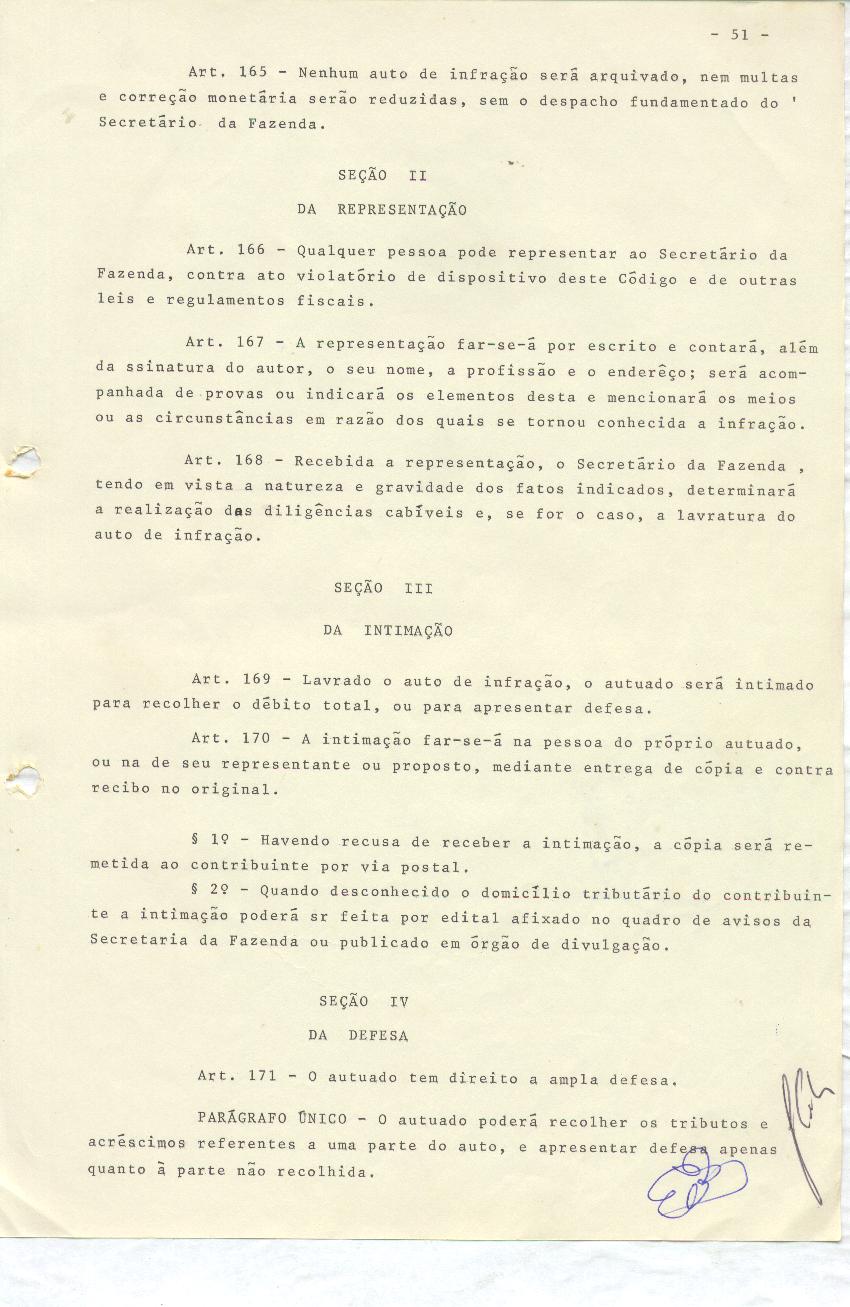 - 51 -
Art. 165 - Nenhum auto de infração será arquivado, nem multas
e correção monetária serão reduzidas, sem o despacho fundamentado do '
Secretário da Fazenda.
SEÇÃO II
DA REPRESENTAÇÃO
Art. 166 - Qualquer pessoa pode representar ao Secretário da
Fazenda, contra ato violatório de dispositivo deste Código e de outras
leis e regulamentos fiscais.
Art. 167 - A representação far-se-á por escrito e contará, além
da ssinatura do autor, o seu nome, a profissão e o enderêço; será acom-
panhada de provas ou indicará os elementos desta e mencionará os meios
ou as circunstâncias em razão dos quais se tornou conhecida a infração.
Art. 168 - Recebida a representação, o Secretário da Fazenda ,
tendo em vista a natureza e gravidade dos fatos indicados, determinará
a realização das diligências cabíveis e, se for o caso, a lavratura do
auto de infração.
SEÇÃO III
DA INTIMAÇÃO
Art. 169 - Lavrado o auto de infração, o autuado será intimado
para recolher o débito total, ou para apresentar defesa.
Art. 170 - A intimação far-se-á na pessoa do próprio autuado,
ou na de seu representante ou proposto, mediante entrega de cópia e contra
recibo no original.
§ 1º - Havendo recusa de receber a intimação, a cópia será re-
metida ao contribuinte por via postal.
§ 2º - Quando desconhecido o domicílio tributário do contribuin-
te a intimação poderá sr feita por edital afixado no quadro de avisos da
Secretaria da Fazenda ou publicado em órgão de divulgação.
SEÇÃO IV
DA DEFESA
Art. 171 - O autuado tem direito a ampla defesa.
PARÁGRAFO ÚNICO - O autuado poderá recolher os tributos e
acréscimos referentes a uma parte do auto, e apresentar defesa apenas
quanto à parte não recolhida.